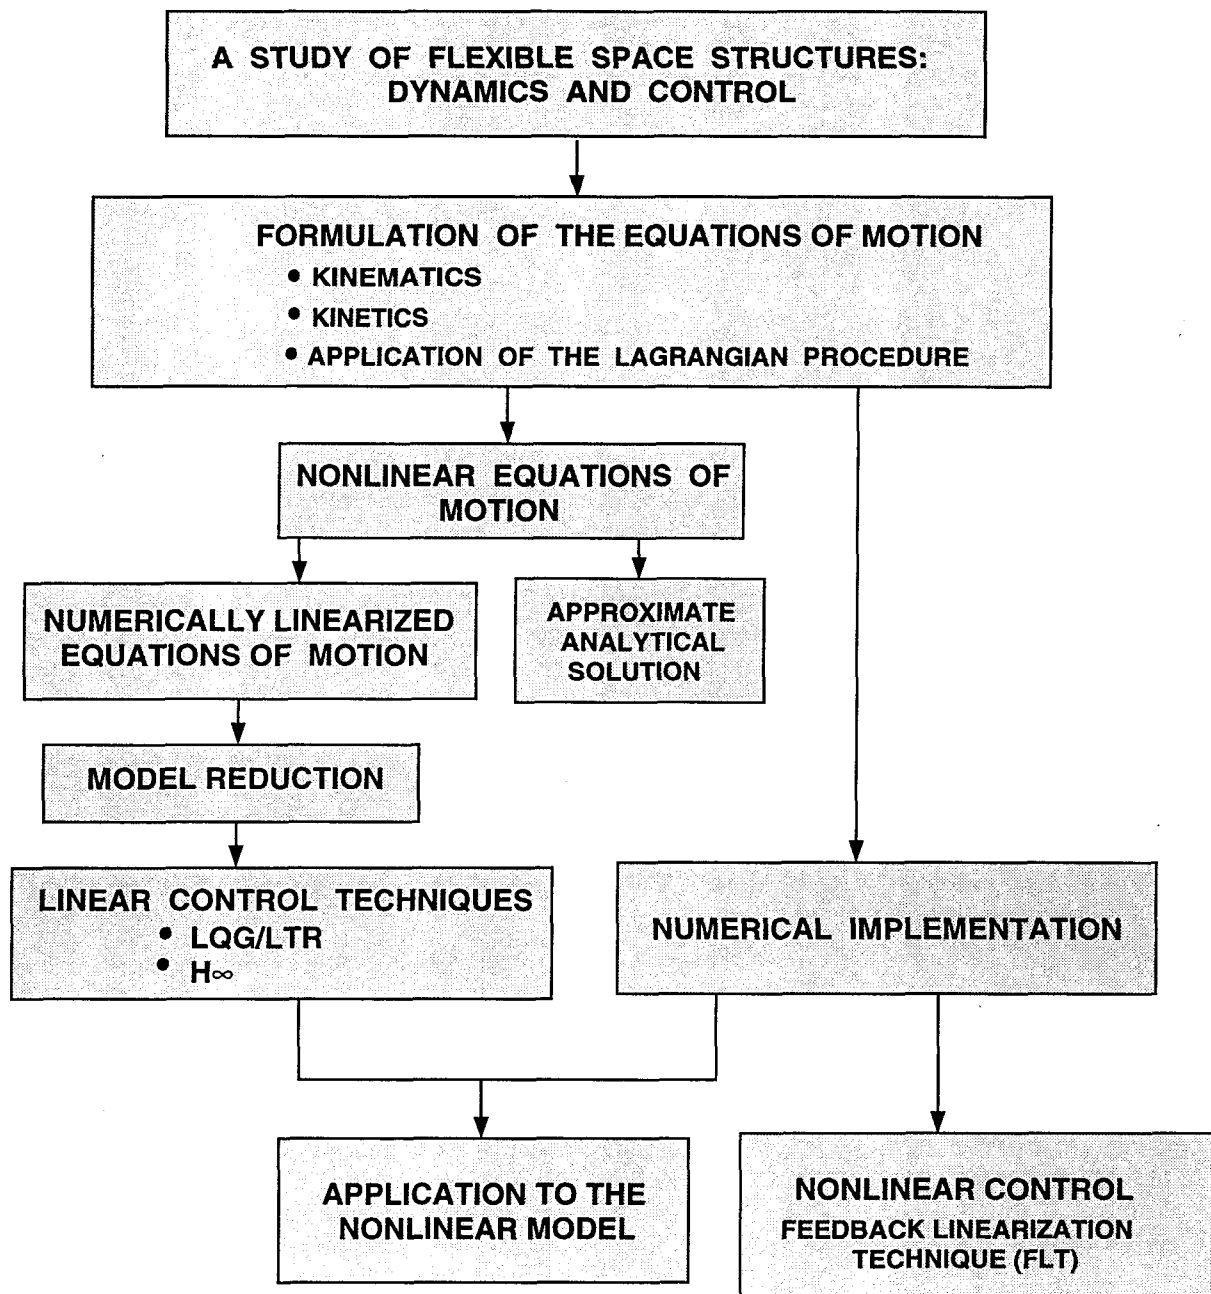 A STUDY OF FLEXIBLE SPACE STRUCTURES:
DYNAMICS AND CONTROL
FORMULATION OF THE EQUATIONS OF MOTION
• KINEMATICS
• KINETICS
• APPLICATION OF THE LAGRANGIAN PROCEDURE
NONLINEAR EQUATIONS OF
MOTION
NUMERICALLY LINEARIZED
EQUATIONS OF MOTION
APPROXIMATE
ANALYTICAL
SOLUTION
MODEL REDUCTION
LINEAR CONTROL TECHNIQUES
• LQG/LTR
• H∞
NUMERICAL IMPLEMENTATION
APPLICATION TO THE
NONLINEAR MODEL
NONLINEAR CONTROL
FEEDBACK LINEARIZATION
TECHNIQUE (FLT)